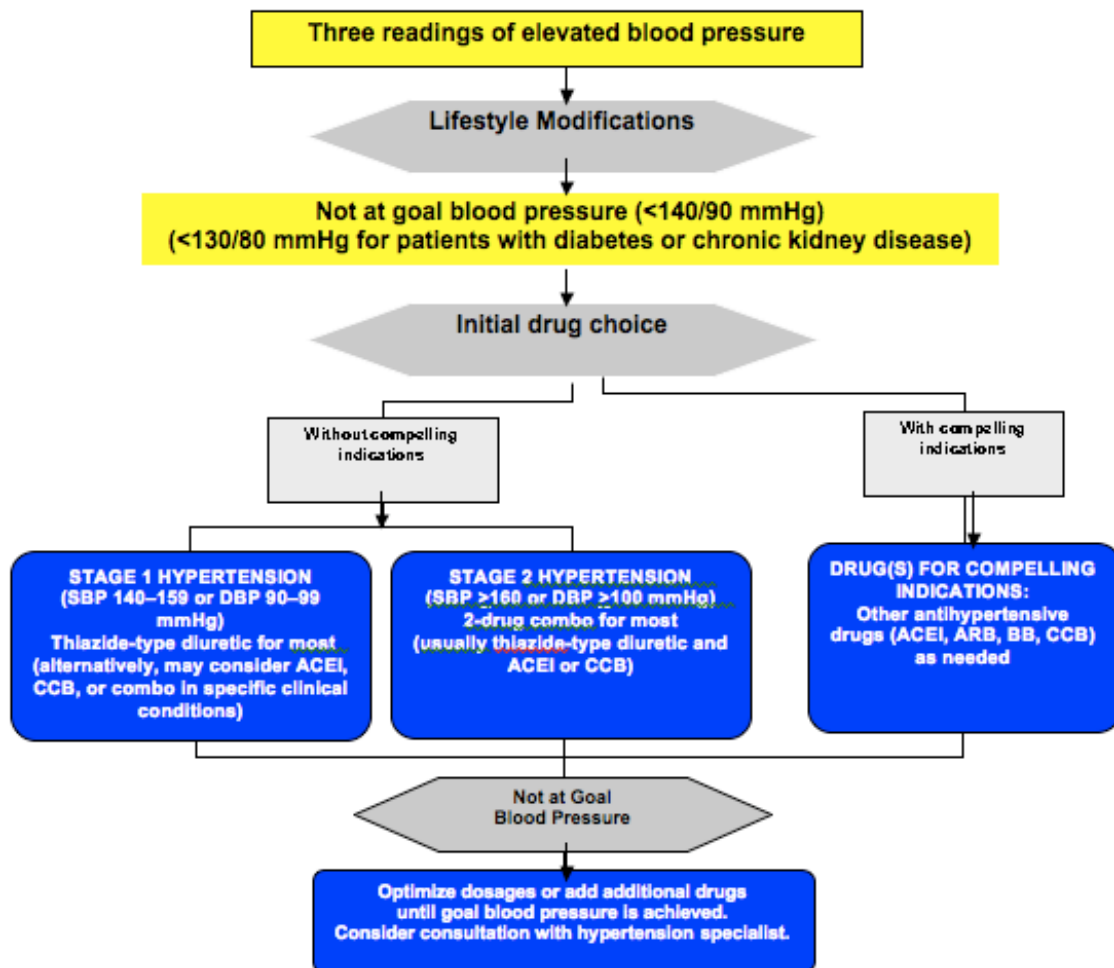 Three readings of elevated blood pressure
Lifestyle Modifications
Not at goal blood pressure (<140/90 mmHg)
(<130/80 mmHg for patients with diabetes or chronic kidney disease)
Initial drug choice
Without compelling
indications
With compelling
indications
STAGE 1 HYPERTENSION
(SBP 140–159 or DBP 90–99
mmHg)
Thiazide-type diuretic for most
(alternatively, may consider ACEI,
CCB, or combo in specific clinical
conditions)
STAGE 2 HYPERTENSION
(SBP >160 or DBP >100 mmHg)
2-drug combo for most
(usually thiazide-type diuretic and
ACEI or CCB)
DRUG(S) FOR COMPELLING
INDICATIONS:
Other antihypertensive
drugs (ACEI, ARB, BB, CCB)
as needed
Not at Goal
Blood Pressure
Optimize dosages or add additional drugs
until goal blood pressure is achieved.
Consider consultation with hypertension specialist.